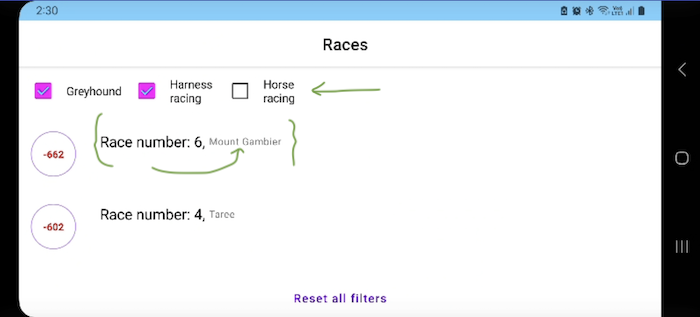 2:30
Races
Greyhound
Harness
racing
Horse
racing
-662
Race number: 6, Mount Gambier
-602
Race number: 4, Taree
Reset all filters